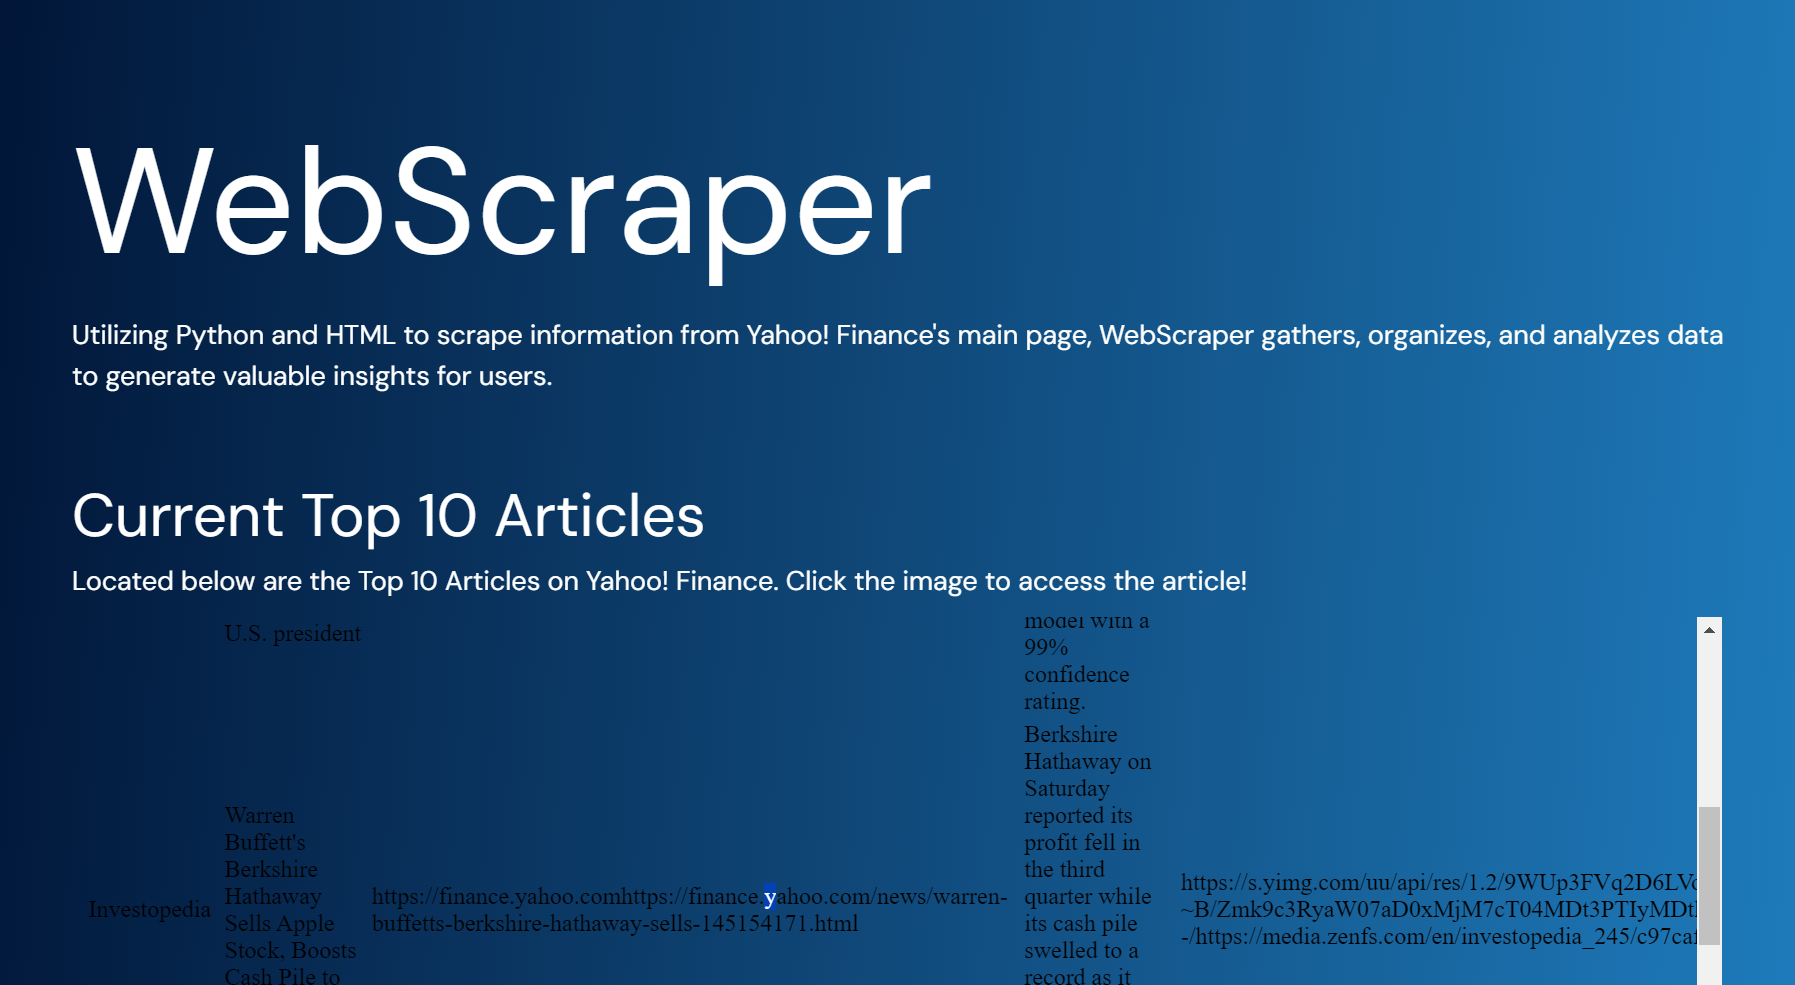 WebScraper
Utilizing Python and HTML to scrape information from Yahoo! Finance's main page, WebScraper gathers, organizes, and analyzes data
to generate valuable insights for users.
Current Top 10 Articles
Located below are the Top 10 Articles on Yahoo! Finance. Click the image to access the article!
U.S. president
model with a
99%
confidence
rating.
Investopedia
Warren
Buffett's
Berkshire
Hathaway
Sells Apple
Stock, Boosts
Cash Pile to
https://finance.yahoo.comhttps://finance.yahoo.com/news/warren-
buffetts-berkshire-hathaway-sells-145154171.html
Berkshire
Hathaway on
Saturday
reported its
profit fell in
the third
quarter while
its cash pile
swelled to a
record as it
https://s.yimg.com/uu/api/res/1.2/9WUp3FVq2D6LV
~B/Zmk9c3RyaW07aD0xMjM7cT04MDt3PTIyMDt
-/https://media.zenfs.com/en/investopedia_245/c97ca